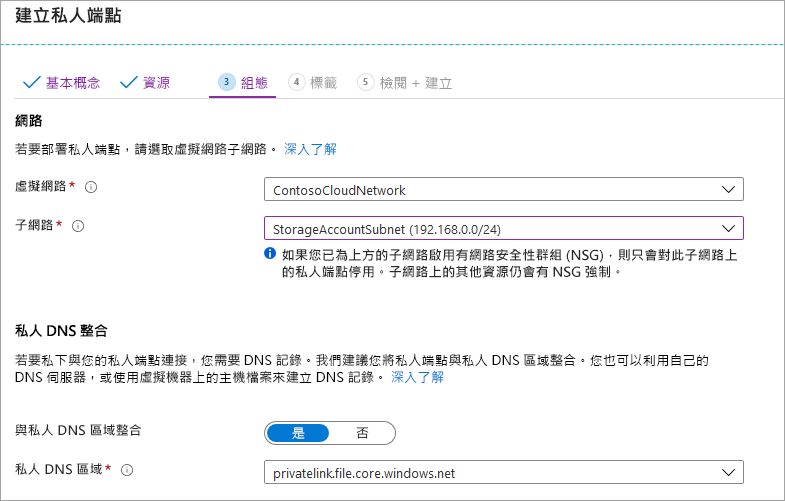 建立私人端點
基本概念 資源 3 組態 4 標籤 5 檢閱 + 建立
網路
若要部署私人端點，請選取虛擬網路子網路。 深入了解
虛擬網路* ContosoCloudNetwork
子網路* StorageAccountSubnet (192.168.0.0/24)
如果您已為上方的子網路啟用有網路安全性群組 (NSG)，則只會對此子網路上
的私人端點停用。子網路上的其他資源仍會有 NSG 強制。
私人 DNS 整合
若要私下與您的私人端點連接，您需要 DNS 記錄。我們建議您將私人端點與私人 DNS 區域整合。您也可以利用自己的
DNS 伺服器，或使用虛擬機器上的主機檔案來建立 DNS 記錄。 深入了解
與私人 DNS 區域整合 是 否
私人 DNS 區域* privatelink.file.core.windows.net